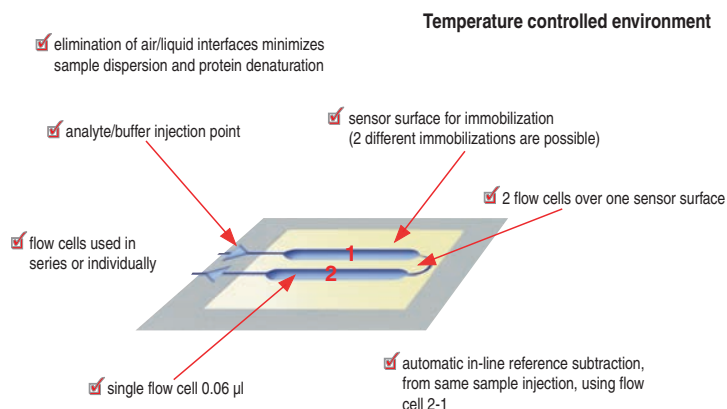 Temperature controlled environment
elimination of air/liquid interfaces minimizes
sample dispersion and protein denaturation
analyte/buffer injection point
sensor surface for immobilization
(2 different immobilizations are possible)
2 flow cells over one sensor surface
flow cells used in
series or individually
1
2
single flow cell 0.06 µl
automatic in-line reference subtraction,
from same sample injection, using flow
cell 2-1